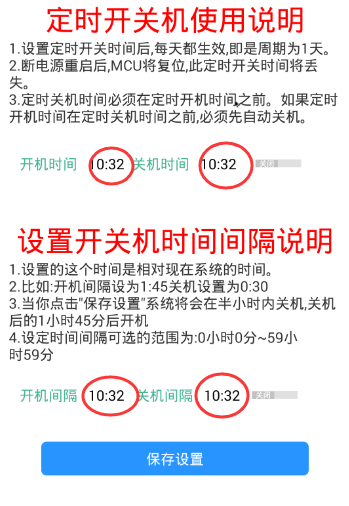 定时开关机使用说明
1.设置定时开关时间后,每天都生效,即是周期为1天。
2.断电源重启后,MCU将复位,此定时开关时间将丢
失。
3.定时关机时间必须在定时开机时间之前。如果定时
开机时间在定时关机时间之前,必须先自动关机。
开机时间 10:32 关机时间 10:32 关闭
设置开关机时间间隔说明
1.设置的这个时间是相对现在系统的时间。
2.比如:开机间隔设为1:45关机设置为0:30
3.当你点击"保存设置"系统将会在半小时内关机,关机
后的1小时45分后开机
4.设定时间间隔可选的范围为:0小时0分~59小
时59分
开机间隔 10:32 关机间隔 10:32 关闭
保存设置